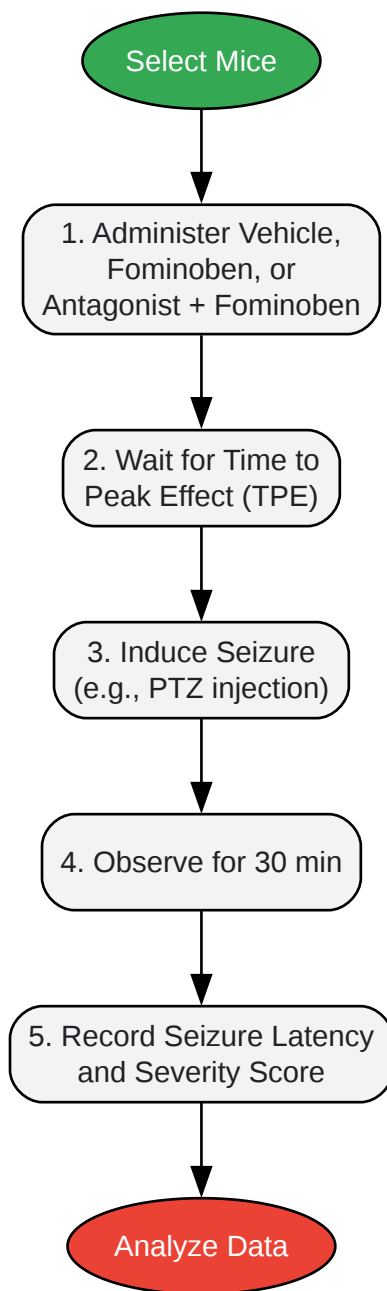 Select Mice
1. Administer Vehicle,
Fominoben, or
Antagonist + Fominoben
2. Wait for Time to
Peak Effect (TPE)
3. Induce Seizure
(e.g., PTZ injection)
4. Observe for 30 min
5. Record Seizure Latency
and Severity Score
Analyze Data